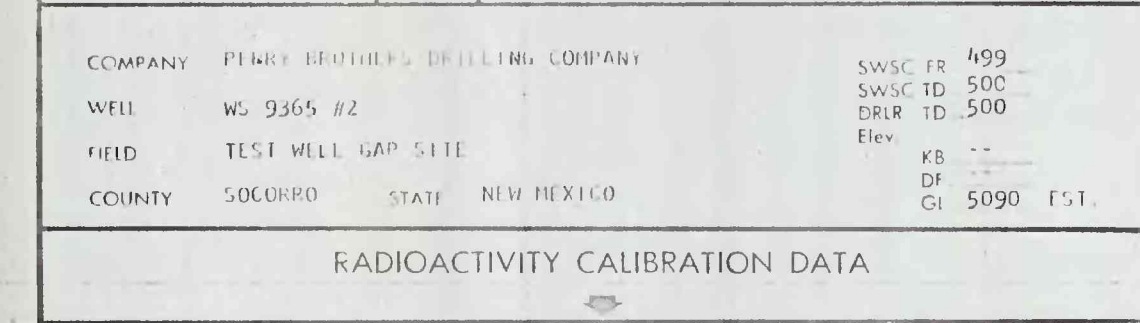 COMPANY PERRY BROTHERS DRILLING COMPANY
SWSC FR 499
SWSC TD 500
WELL WS 9365 #2
DRLR TD 500
Elev.
FIELD TEST WELL GAP SITE
KB --
DF --
COUNTY SOCORRO STATE NEW MEXICO
GL 5090 EST.
RADIOACTIVITY CALIBRATION DATA